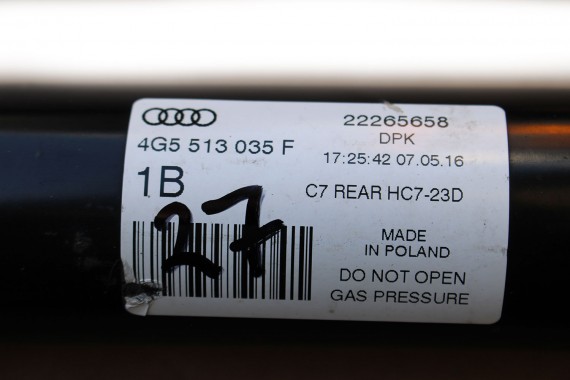 22265658
4G5 513 035 F
DPK
17:25:42 07.05.16
1B
C7 REAR HC7-23D
27
MADE
IN POLAND
DO NOT OPEN
GAS PRESSURE